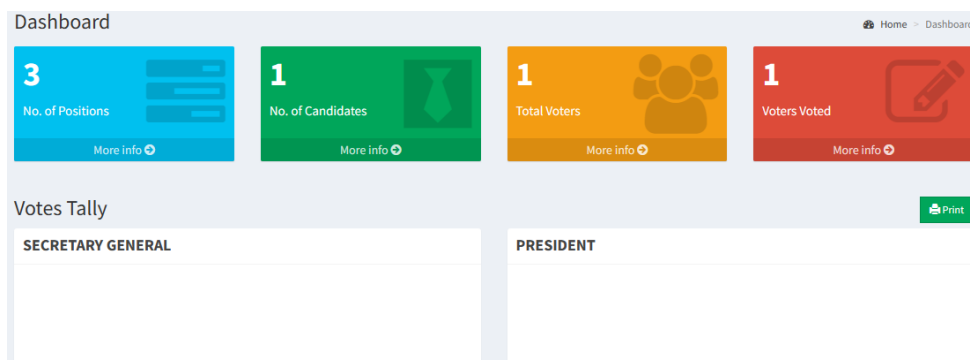 Dashboard
Home > Dashboard
3
No. of Positions
More info
1
No. of Candidates
More info
1
Total Voters
More info
1
Voters Voted
More info
Votes Tally
Print
SECRETARY GENERAL
PRESIDENT